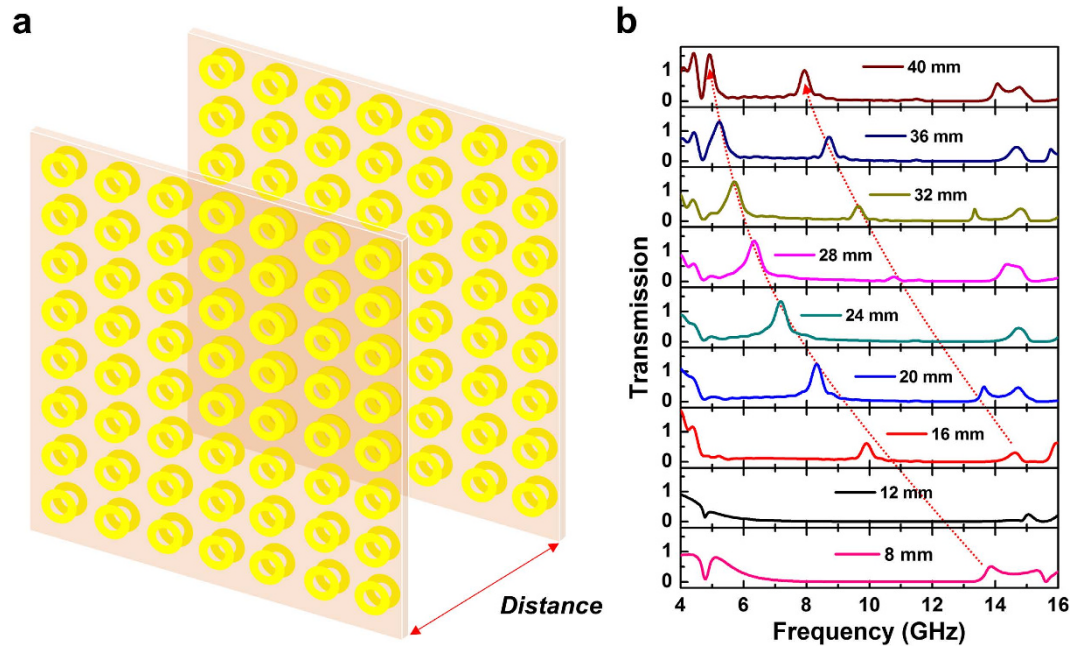 a
Distance
b
Transmission
1
0
40 mm
1
0
36 mm
1
0
32 mm
1
0
28 mm
1
0
24 mm
1
0
20 mm
1
0
16 mm
1
0
12 mm
1
0
8 mm
4 6 8 10 12 14 16
Frequency (GHz)